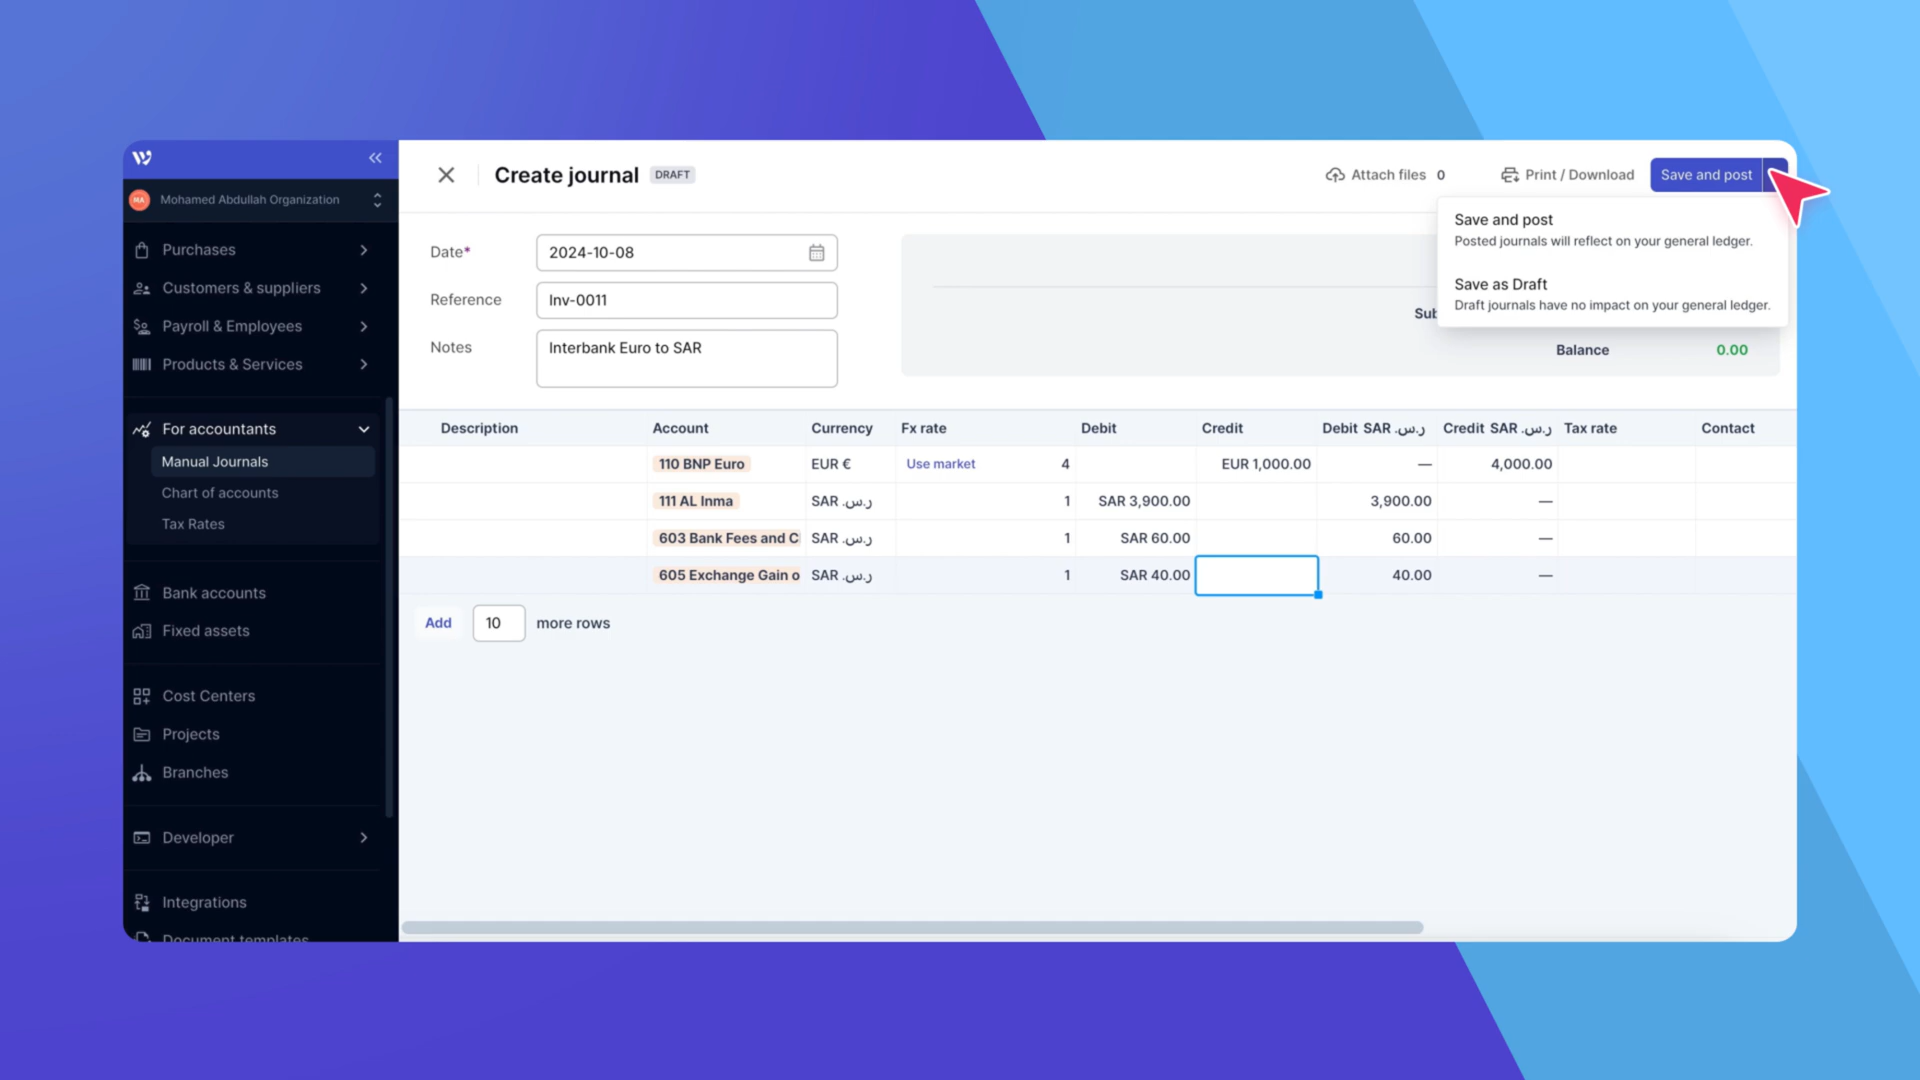 Mohamed Abdullah Organization
MA
Purchases
Customers & suppliers
Payroll & Employees
Products & Services
For accountants
Manual Journals
Chart of accounts
Tax Rates
Bank accounts
Fixed assets
Cost Centers
Projects
Branches
Developer
Integrations
Document templates
Create journal DRAFT
Attach files 0
Print / Download
Save and post
Save and post
Posted journals will reflect on your general ledger.
Save as Draft
Draft journals have no impact on your general ledger.
Date* 2024-10-08
Reference Inv-0011
Notes Interbank Euro to SAR
Sub
Balance 0.00
Description Account Currency Fx rate Debit Credit Debit SAR ر.س. Credit SAR ر.س. Tax rate Contact
110 BNP Euro EUR € Use market 4 EUR 1,000.00 — 4,000.00
111 AL Inma SAR ر.س. 1 SAR 3,900.00 3,900.00 —
603 Bank Fees and C SAR ر.س. 1 SAR 60.00 60.00 —
605 Exchange Gain o SAR ر.س. 1 SAR 40.00 40.00 —
Add 10 more rows